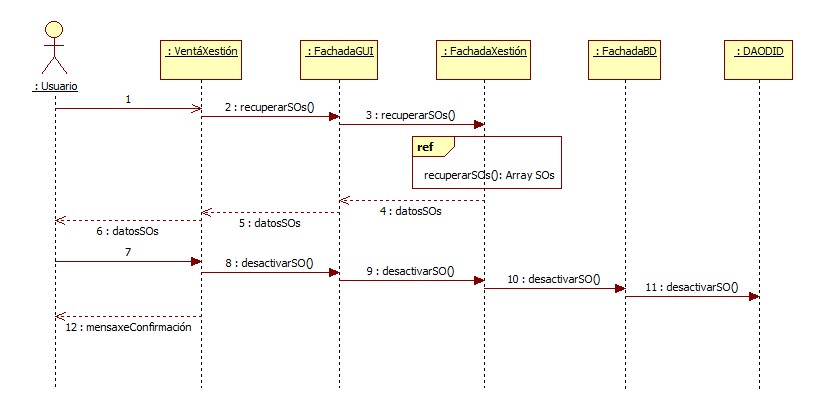 : VentáXestión
: FachadaGUI
: FachadaXestión
: FachadaBD
: DAODID
: Usuario
1
2 : recuperarSOs()
3 : recuperarSOs()
ref
recuperarSOs(): Array SOs
4 : datosSOs
5 : datosSOs
6 : datosSOs
7
8 : desactivarSO()
9 : desactivarSO()
10 : desactivarSO()
11 : desactivarSO()
12 : mensaxeConfirmación